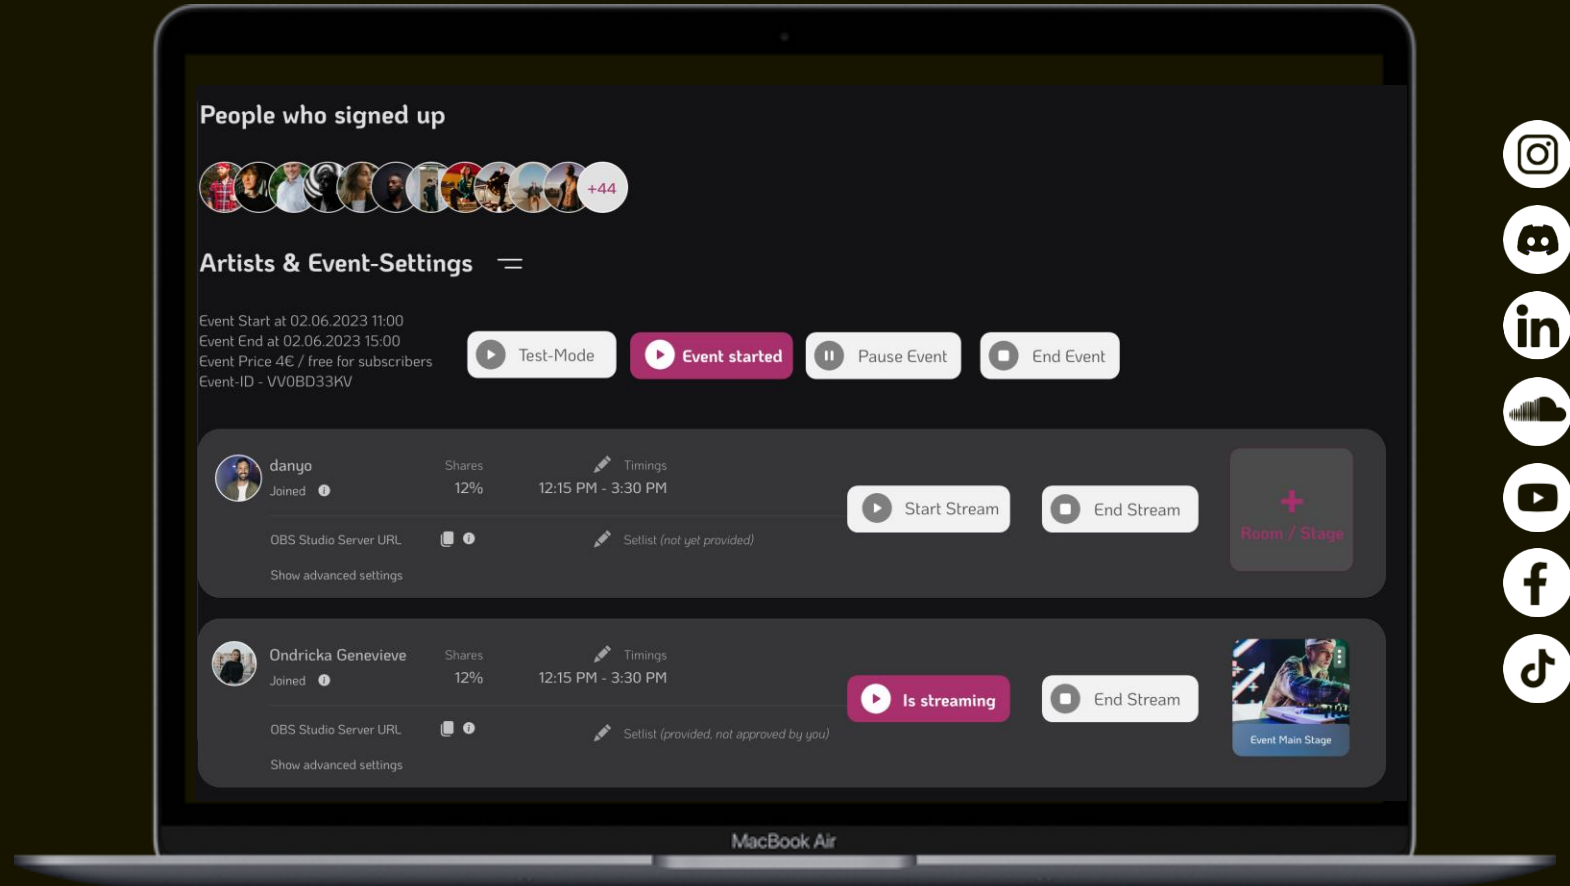 People who signed up
+44
Artists & Event-Settings
Event Start at 02.06.2023 11:00
Event End at 02.06.2023 15:00
Event Price 4€ / free for subscribers
Event-ID - VV0BD33KV
Test-Mode
Event started
Pause Event
End Event
danyo
Joined
Shares
12%
Timings
12:15 PM - 3:30 PM
OBS Studio Server URL
Setlist (not yet provided)
Show advanced settings
Start Stream
End Stream
+
Room / Stage
Ondricka Genevieve
Joined
Shares
12%
Timings
12:15 PM - 3:30 PM
OBS Studio Server URL
Setlist (provided, not approved by you)
Show advanced settings
Is streaming
End Stream
Event Main Stage
MacBook Air
in